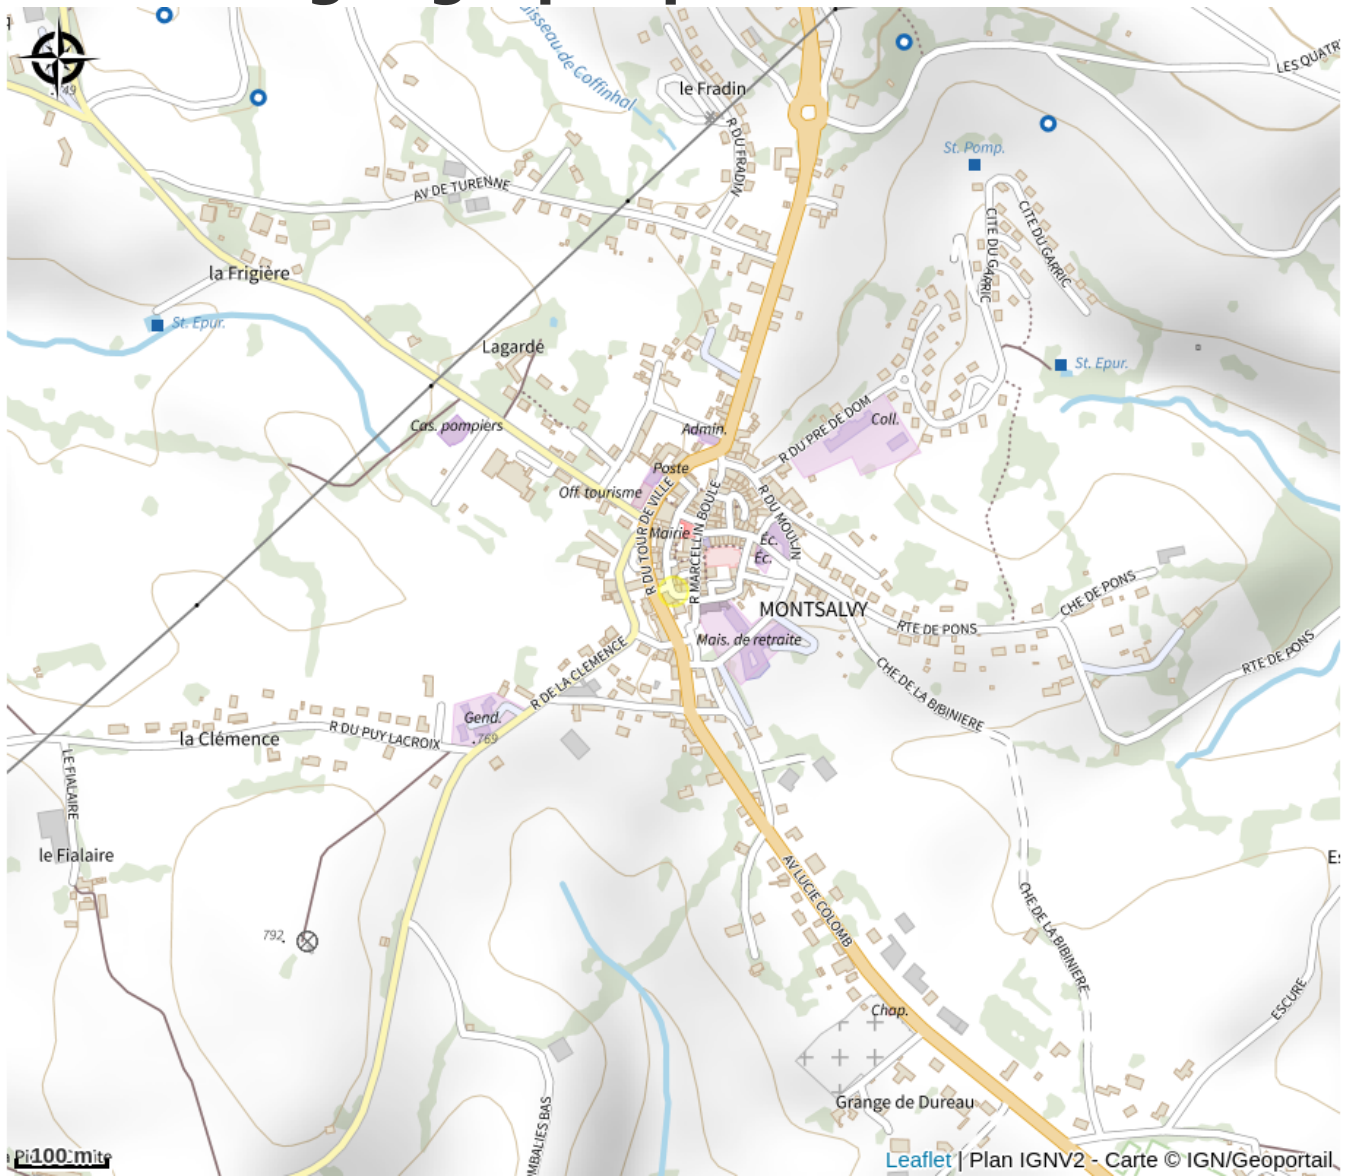 le Fradin
LES QUATR
isseau de Coffinhal
749
R DU FRADIN
St. Pomp.
AV DE TURENNE
CITE DU GARRIC
CITE DU GARRIC
la Frigière
St. Epur.
Lagardé
St. Epur.
Cas. pompiers
Admin.
R DU PRE DE DOM
Coll.
Poste
Off. tourisme
R DU TOUR DE VILLE
Mairie
R MARCELLIN BOULE
R DU MOULIN
Éc.
Éc.
MONTSALVY
CHE DE PONS
RTE DE PONS
Mais. de retraite
RTE DE PONS
R DE LA CLEMENCE
CHE DE LA BIBINIERE
Gend.
769
la Clémence
R DU PUY LACROIX
LE FIALAIRE
le Fialaire
AV LUCIE COLOMB
CHE DE LA BIBINIERE
792
ESCURE
Chap.
Grange de Dureau
MBALIES BAS
100 m
Leaflet | Plan IGNV2 - Carte © IGN/Geoportail